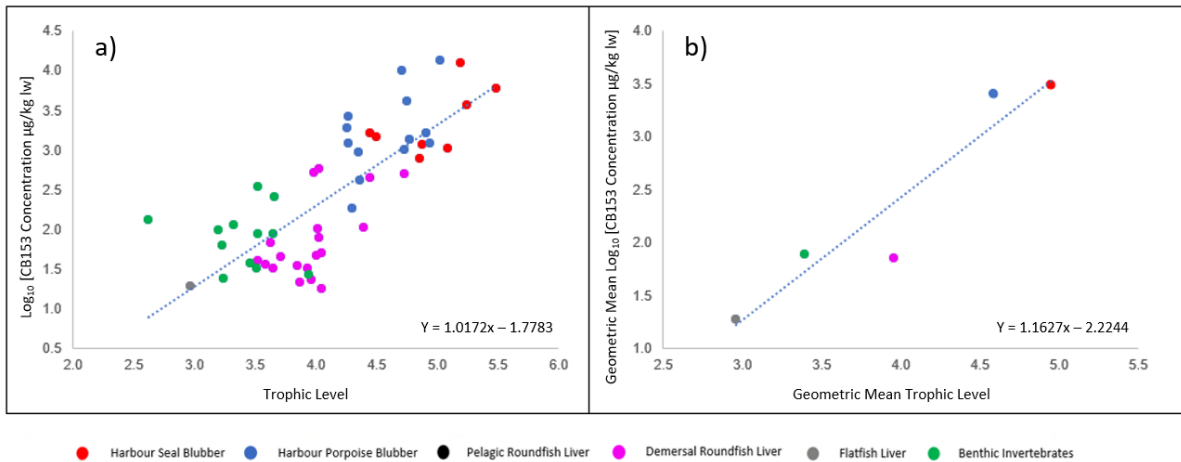 a)
Log₁₀ [CB153 Concentration µg/kg lw]
4.5
4.0
3.5
3.0
2.5
2.0
1.5
1.0
0.5
Y = 1.0172x – 1.7783
2.0 2.5 3.0 3.5 4.0 4.5 5.0 5.5 6.0
Trophic Level
b)
Geometric Mean Log₁₀ [CB153 Concentration µg/kg lw]
4.0
3.5
3.0
2.5
2.0
1.5
1.0
Y = 1.1627x – 2.2244
2.5 3.0 3.5 4.0 4.5 5.0 5.5
Geometric Mean Trophic Level
Harbour Seal Blubber Harbour Porpoise Blubber Pelagic Roundfish Liver Demersal Roundfish Liver Flatfish Liver Benthic Invertebrates